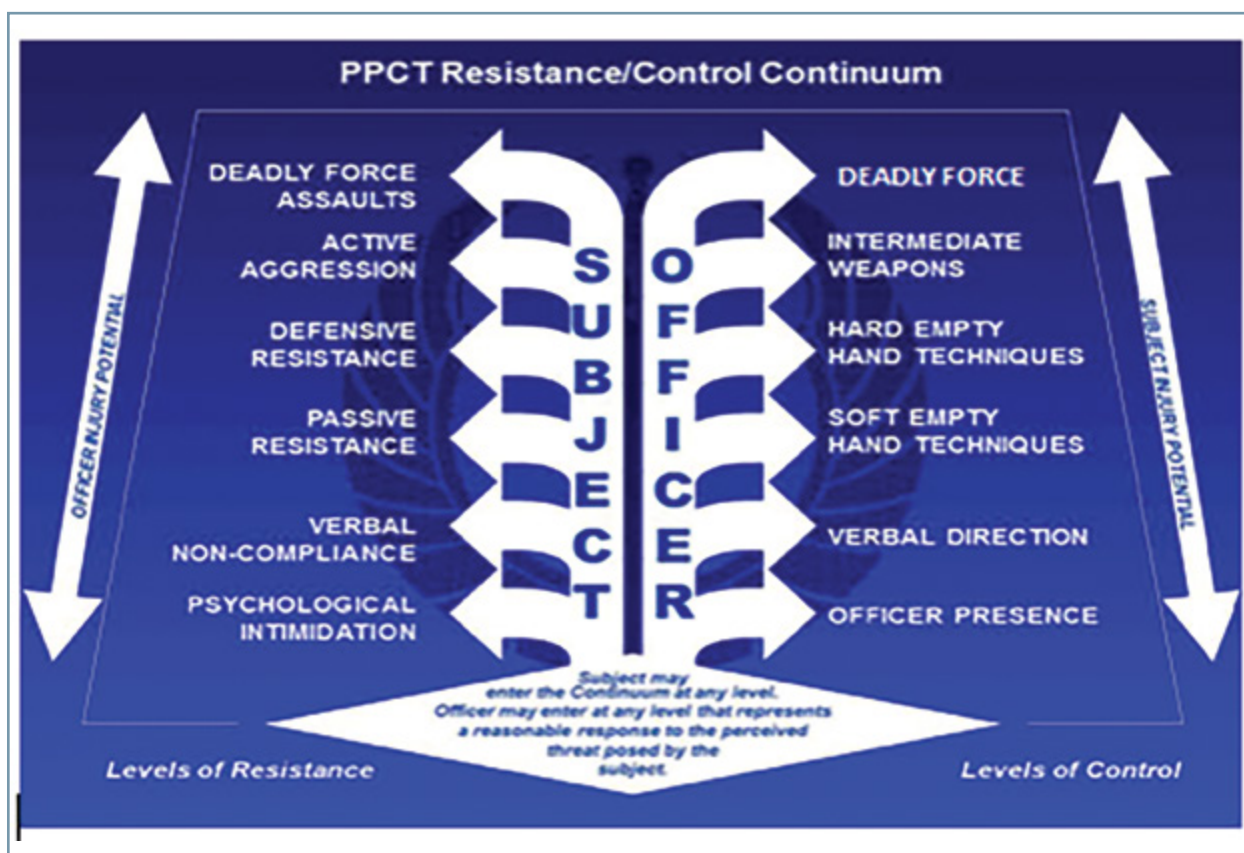 PPCT Resistance/Control Continuum
DEADLY FORCE
ASSAULTS
ACTIVE
AGGRESSION
DEFENSIVE
RESISTANCE
PASSIVE
RESISTANCE
VERBAL
NON-COMPLIANCE
PSYCHOLOGICAL
INTIMIDATION
OFFICER INJURY POTENTIAL
SUBJECT
OFFICER
DEADLY FORCE
INTERMEDIATE
WEAPONS
HARD EMPTY
HAND TECHNIQUES
SOFT EMPTY
HAND TECHNIQUES
VERBAL DIRECTION
OFFICER PRESENCE
SUBJECT INJURY POTENTIAL
Subject may
enter the Continuum at any level.
Officer may enter at any level that represents
a reasonable response to the perceived
threat posed by the
subject.
Levels of Resistance
Levels of Control